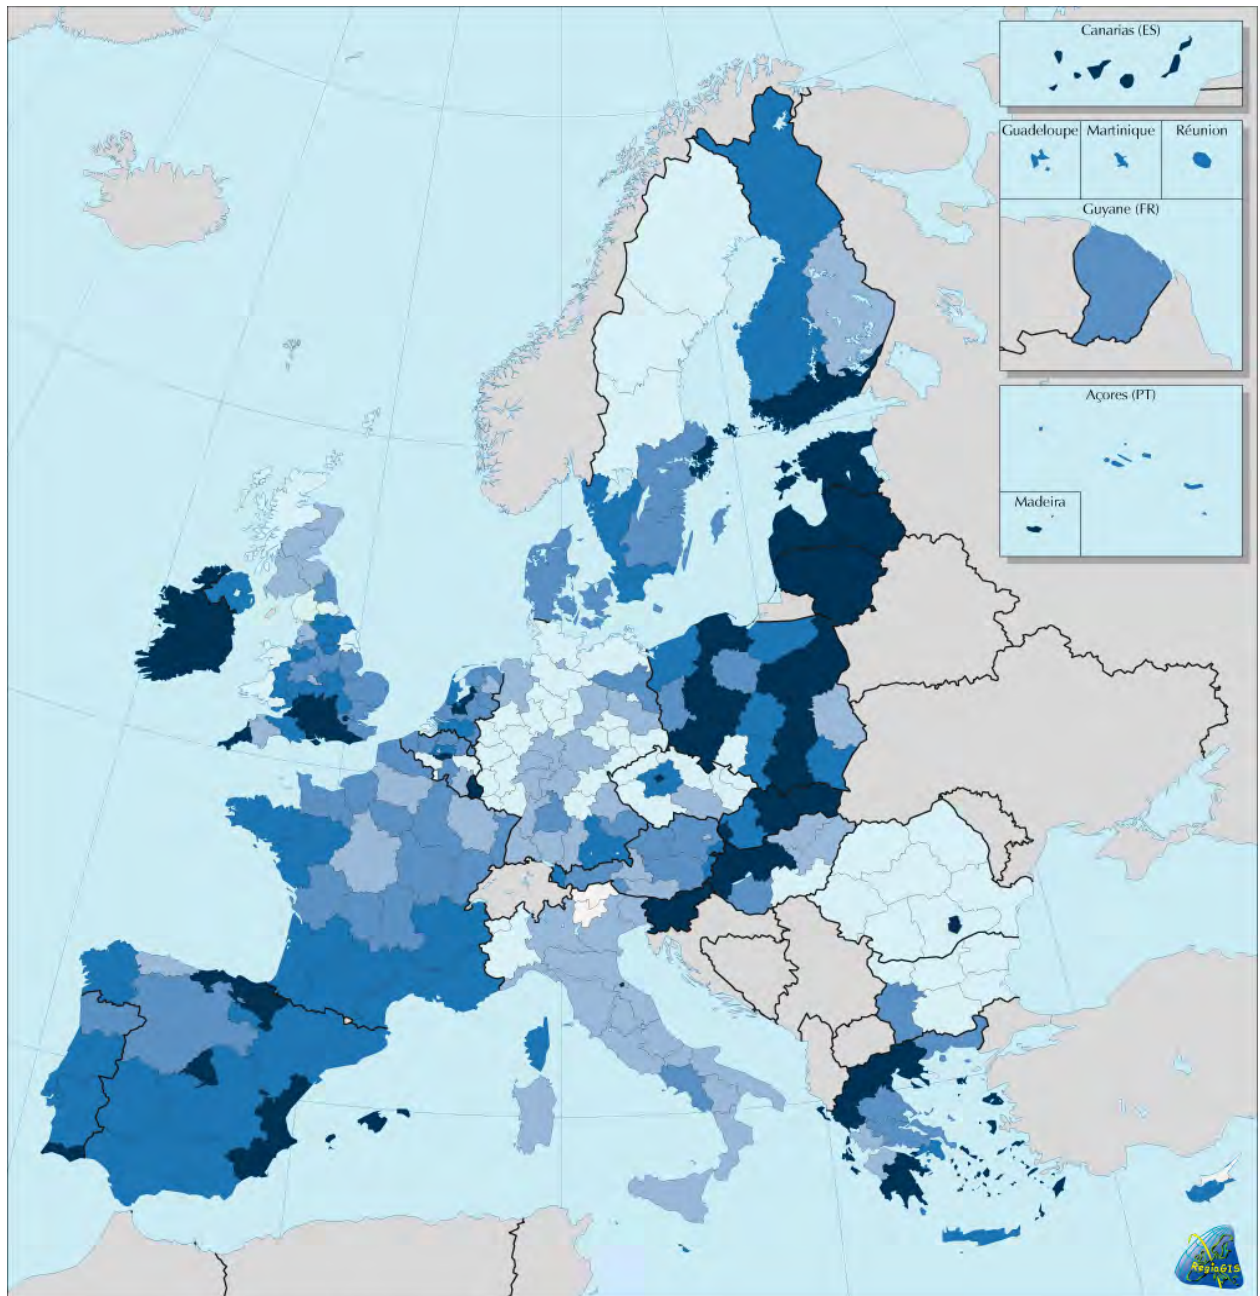 Canarias (ES)
Guadeloupe
Martinique
Réunion
Guyane (FR)
Açores (PT)
Madeira
RegioGIS